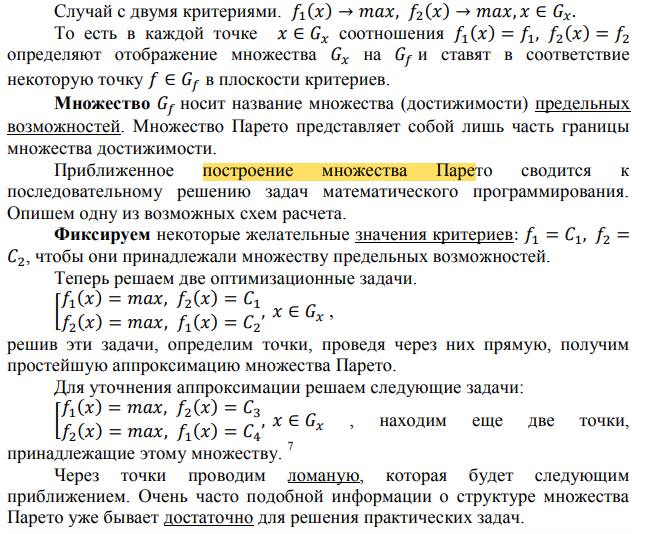 Случай с двумя критериями. f₁(x) → max, f₂(x) → max, x ∈ Gₓ.
То есть в каждой точке x ∈ Gₓ соотношения f₁(x) = f₁, f₂(x) = f₂
определяют отображение множества Gₓ на G_f и ставят в соответствие
некоторую точку f ∈ G_f в плоскости критериев.
Множество G_f носит название множества (достижимости) предельных
возможностей. Множество Парето представляет собой лишь часть границы
множества достижимости.
Приближенное построение множества Парето сводится к
последовательному решению задач математического программирования.
Опишем одну из возможных схем расчета.
Фиксируем некоторые желательные значения критериев: f₁ = C₁, f₂ =
C₂, чтобы они принадлежали множеству предельных возможностей.
Теперь решаем две оптимизационные задачи.
[f₁(x) = max, f₂(x) = C₁
f₂(x) = max, f₁(x) = C₂, x ∈ Gₓ ,
решив эти задачи, определим точки, проведя через них прямую, получим
простейшую аппроксимацию множества Парето.
Для уточнения аппроксимации решаем следующие задачи:
[f₁(x) = max, f₂(x) = C₃
f₂(x) = max, f₁(x) = C₄, x ∈ Gₓ , находим еще две точки,
принадлежащие этому множеству. ⁷
Через точки проводим ломаную, которая будет следующим
приближением. Очень часто подобной информации о структуре множества
Парето уже бывает достаточно для решения практических задач.